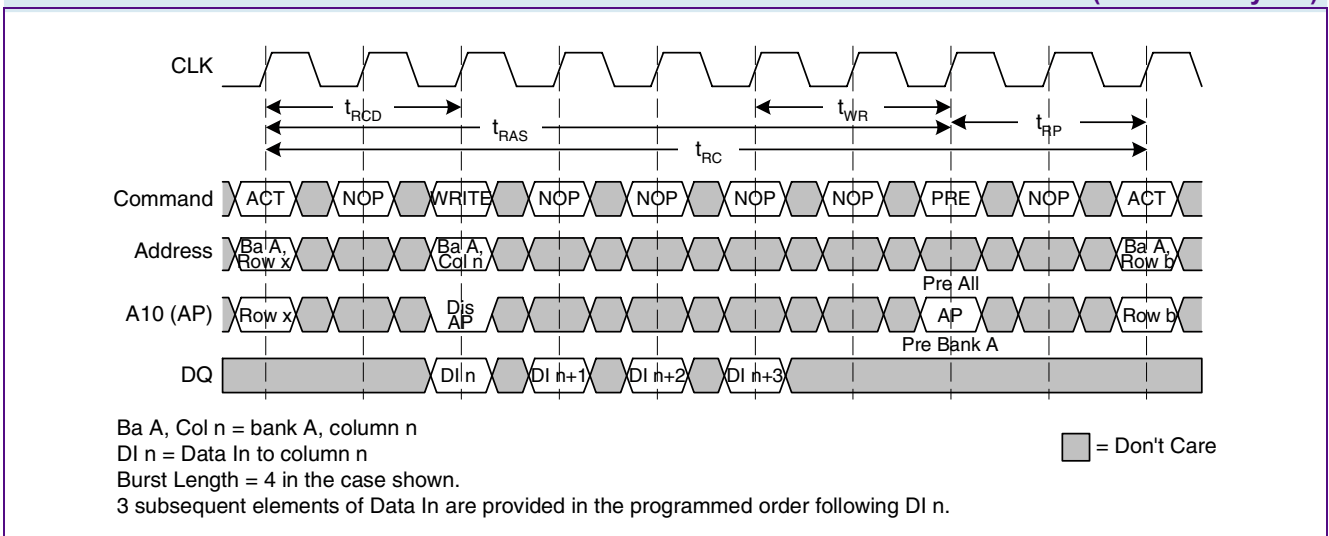 CLK
tRCD
tWR
tRAS
tRP
tRC
Command ACT NOP WRITE NOP NOP NOP NOP PRE NOP ACT
Address Ba A, Row x Ba A, Col n Ba A, Row b
Pre All
A10 (AP) Row x Dis AP AP Row b
Pre Bank A
DQ DI n DI n+1 DI n+2 DI n+3
Ba A, Col n = bank A, column n
DI n = Data In to column n
= Don't Care
Burst Length = 4 in the case shown.
3 subsequent elements of Data In are provided in the programmed order following DI n.